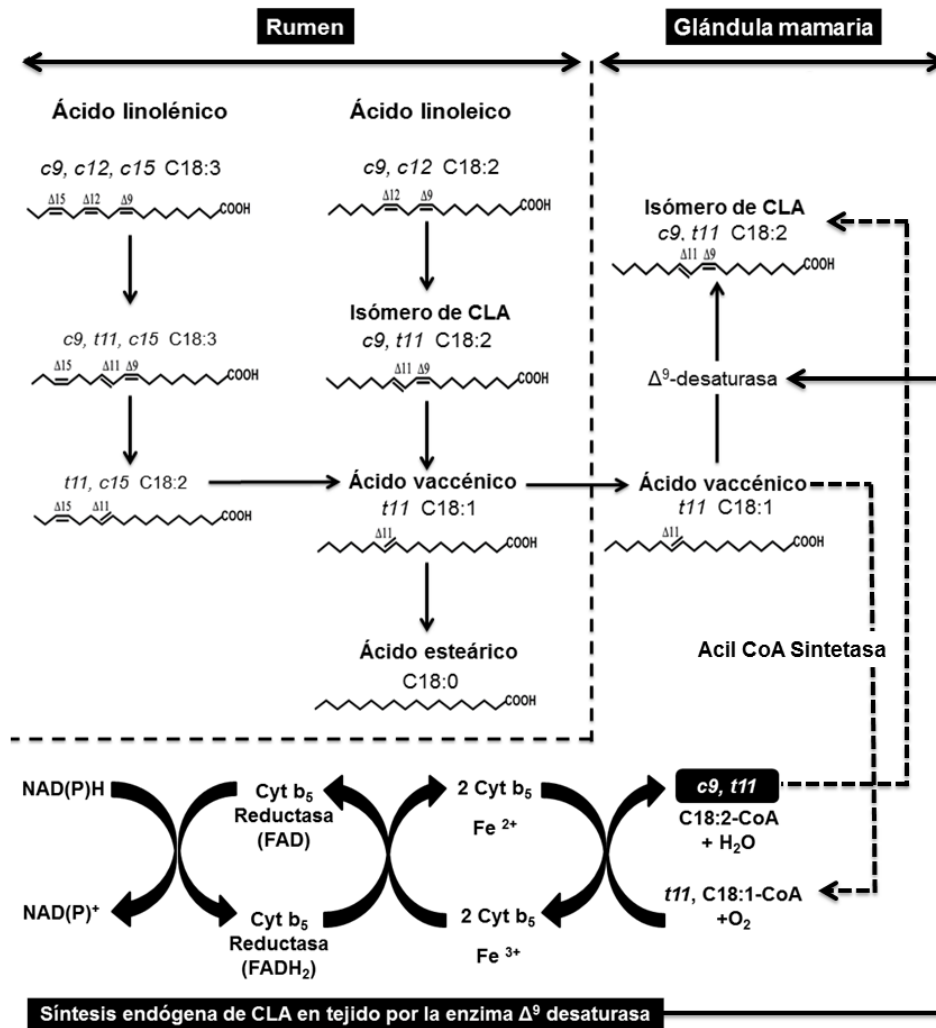 Rumen
Glándula mamaria
Ácido linolénico
Ácido linoleico
c9, c12, c15 C18:3
c9, c12 C18:2
Δ15 Δ12 Δ9
COOH
Δ12 Δ9
COOH
Isómero de CLA
c9, t11 C18:2
Δ11 Δ9
COOH
c9, t11, c15 C18:3
Isómero de CLA
c9, t11 C18:2
Δ15 Δ11 Δ9
COOH
Δ11 Δ9
COOH
Δ⁹-desaturasa
t11, c15 C18:2
Ácido vaccénico
t11 C18:1
Ácido vaccénico
t11 C18:1
Δ15 Δ11
COOH
Δ11
COOH
Δ11
COOH
Acil CoA Sintetasa
Ácido esteárico
C18:0
COOH
NAD(P)H
Cyt b₅
Reductasa
(FAD)
2 Cyt b₅
Fe ²⁺
c9, t11
C18:2-CoA
+ H₂O
NAD(P)⁺
Cyt b₅
Reductasa
(FADH₂)
2 Cyt b₅
Fe ³⁺
t11, C18:1-CoA
+O₂
Síntesis endógena de CLA en tejido por la enzima Δ⁹ desaturasa